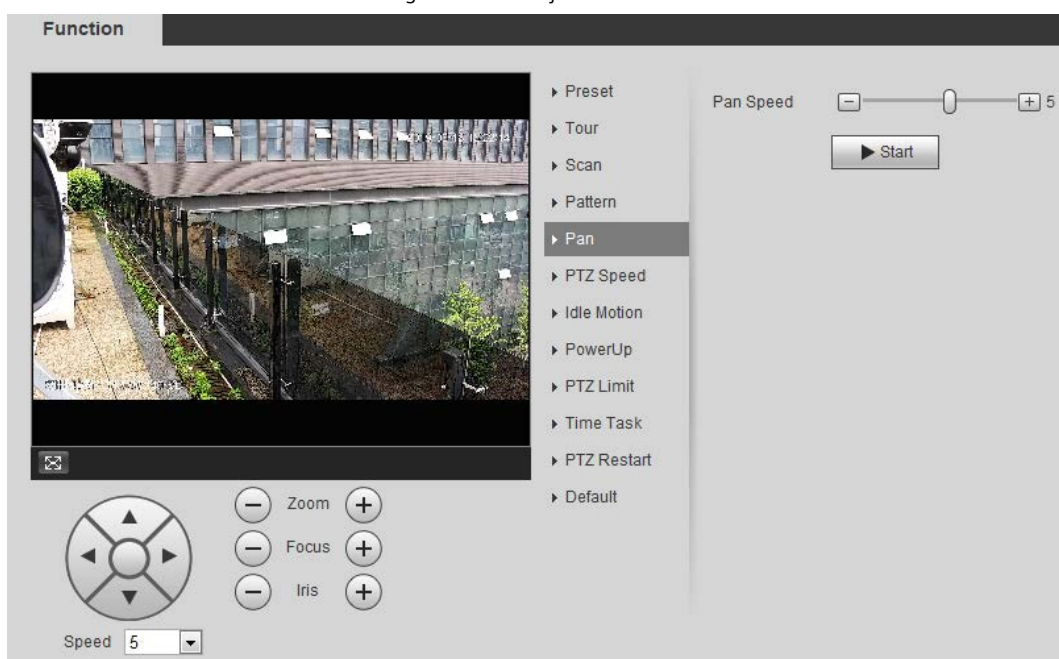 Function
Preset
Tour
Scan
Pattern
Pan
PTZ Speed
Idle Motion
PowerUp
PTZ Limit
Time Task
PTZ Restart
Default
Pan Speed
5
Start
Zoom
Focus
Iris
Speed 5